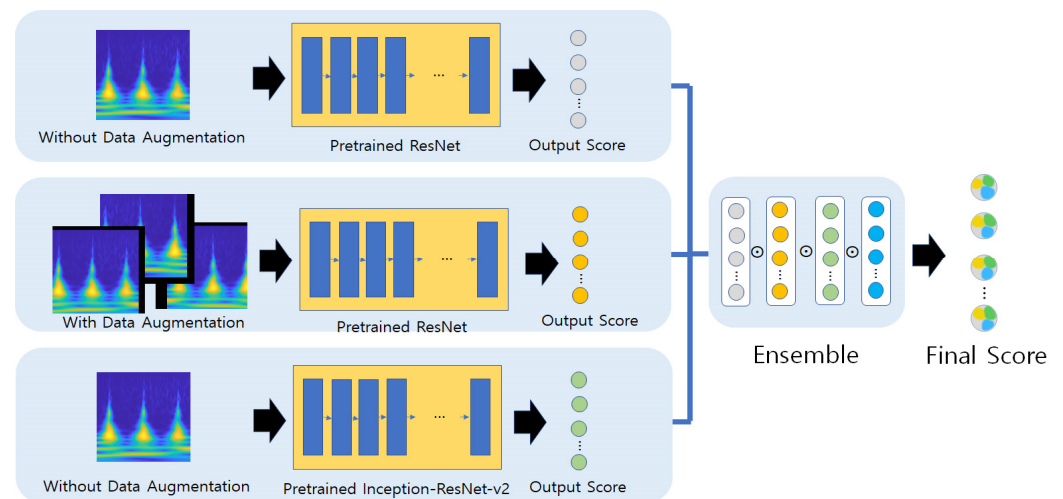 Without Data Augmentation
Pretrained ResNet
Output Score
With Data Augmentation
Pretrained ResNet
Output Score
Without Data Augmentation
Pretrained Inception-ResNet-v2
Output Score
Ensemble
Final Score